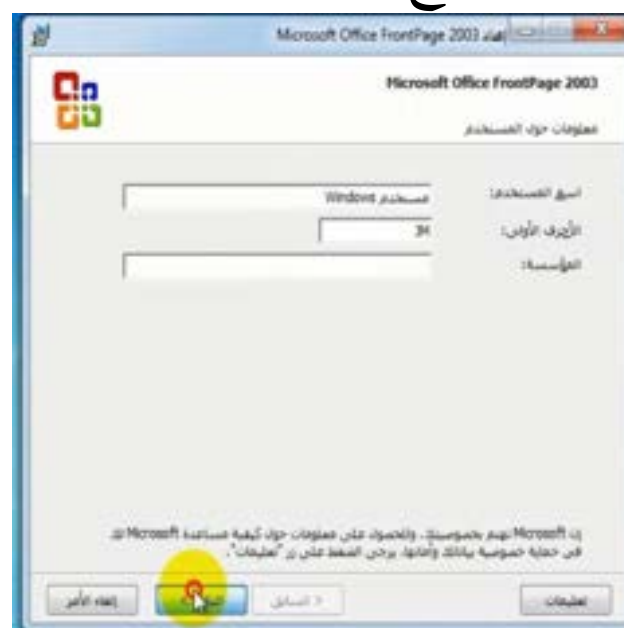 إعداد Microsoft Office FrontPage 2003
Microsoft Office FrontPage 2003
معلومات حول المستخدم
اسم المستخدم:
مستخدم Windows
الأحرف الأولى:
المؤسسة:
إن Microsoft تهتم بخصوصيتك. وللحصول على معلومات حول كيفية مساعدة Microsoft لك
في حماية خصوصية بياناتك وأمانها، يرجى الضغط على زر "تعليمات".
تعليمات
< السابق
إلغاء الأمر